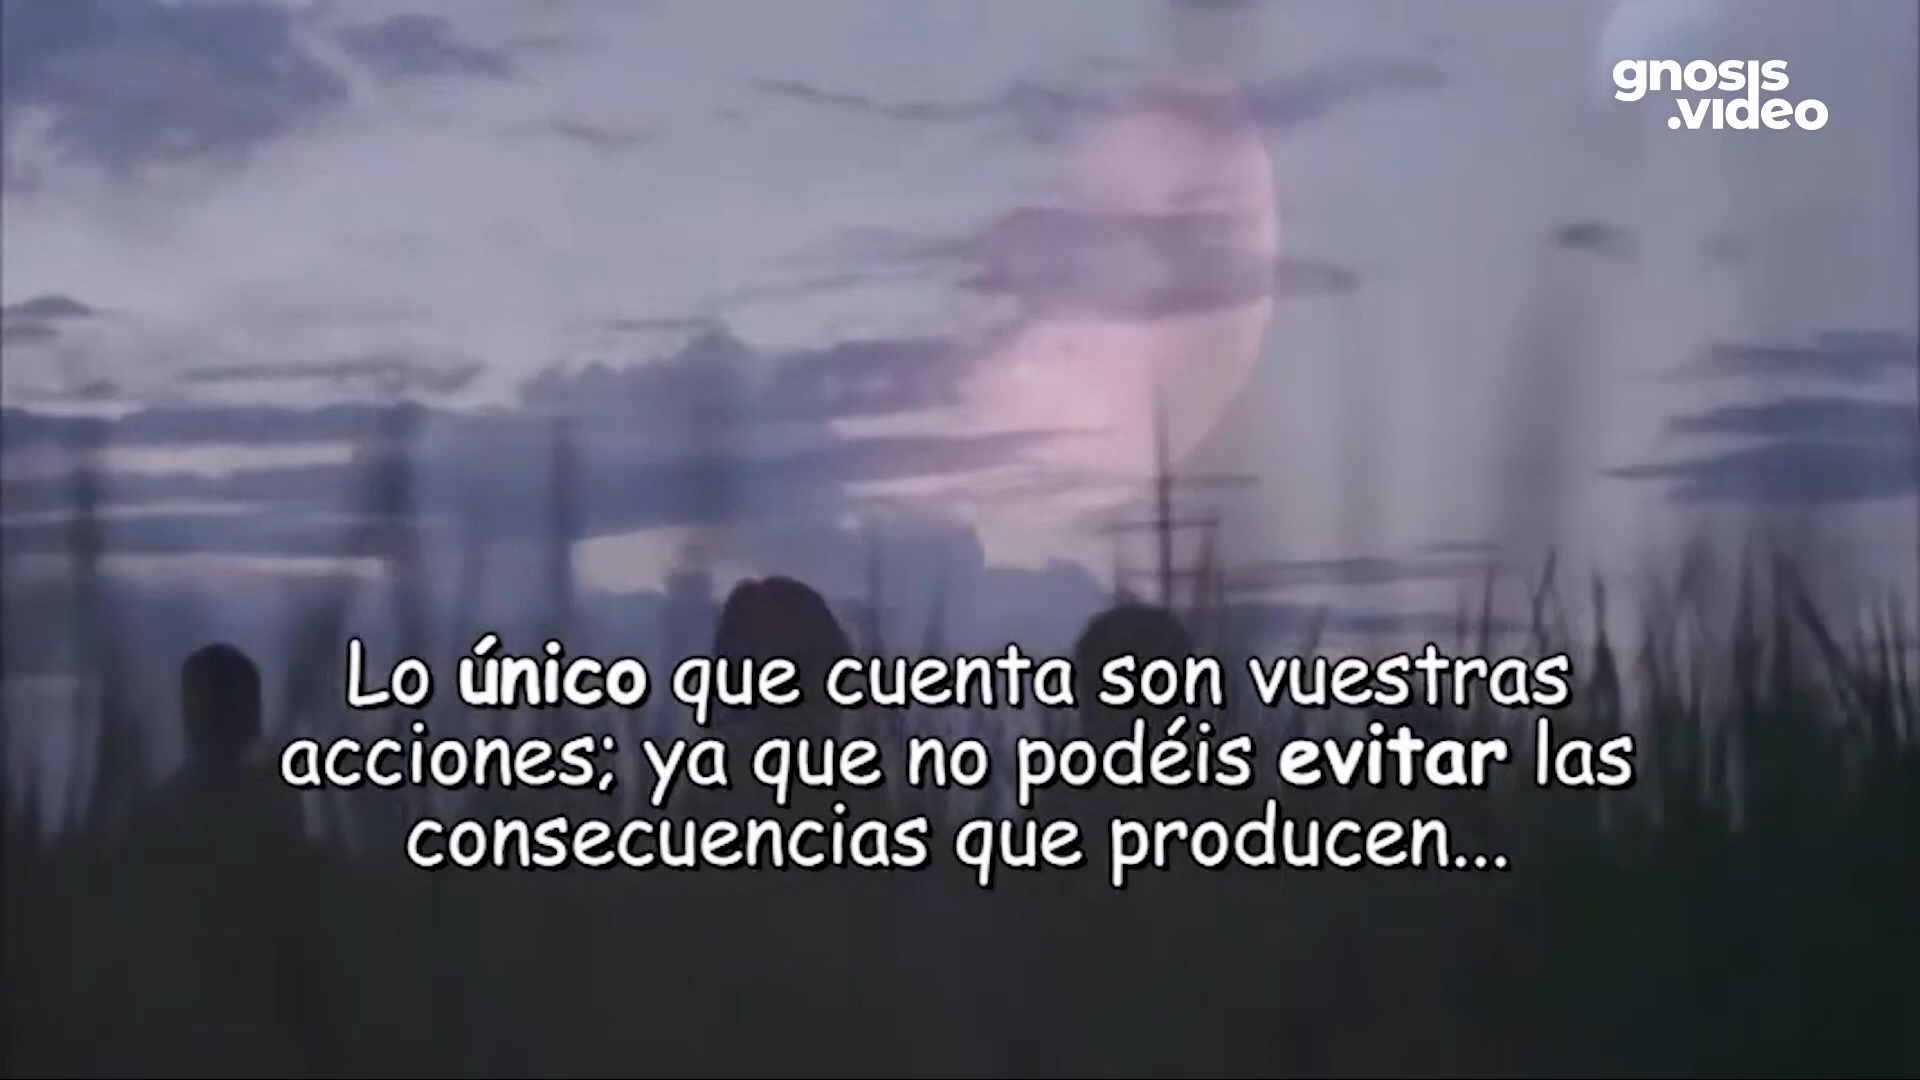 gnosis
.video
Lo único que cuenta son vuestras
acciones; ya que no podéis evitar las
consecuencias que producen...